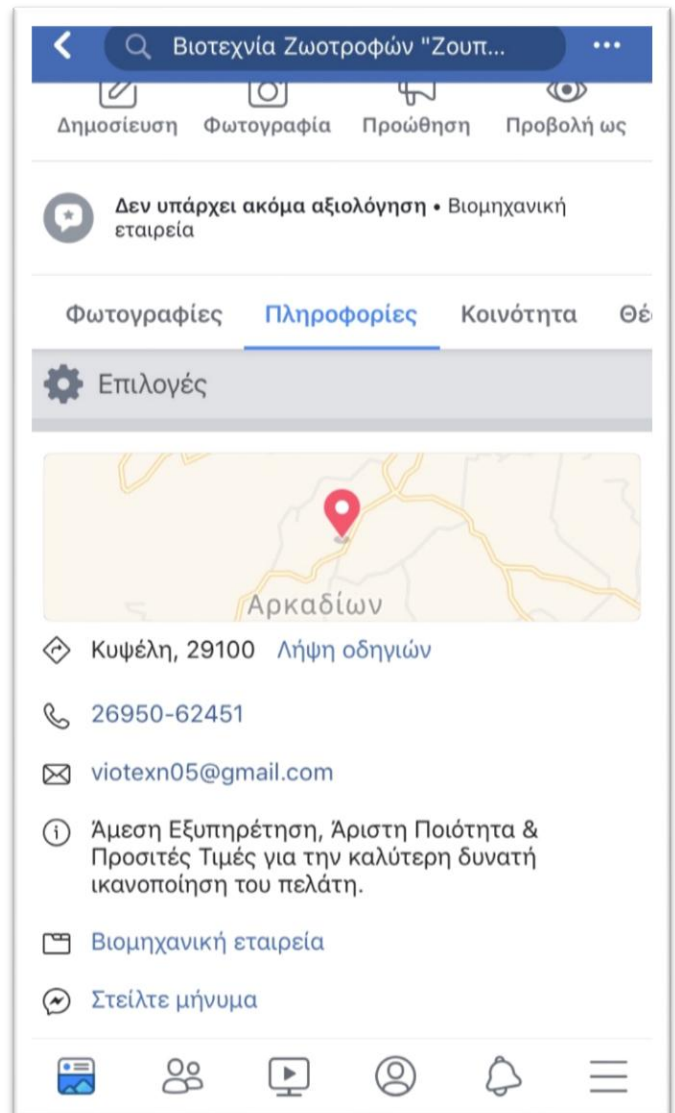 Βιοτεχνία Ζωοτροφών "Ζουπ...
Δημοσίευση Φωτογραφία Προώθηση Προβολή ως
Δεν υπάρχει ακόμα αξιολόγηση • Βιομηχανική
εταιρεία
Φωτογραφίες Πληροφορίες Κοινότητα Θέ
Επιλογές
Αρκαδίων
Κυψέλη, 29100 Λήψη οδηγιών
26950-62451
viotexn05@gmail.com
Άμεση Εξυπηρέτηση, Άριστη Ποιότητα &
Προσιτές Τιμές για την καλύτερη δυνατή
ικανοποίηση του πελάτη.
Βιομηχανική εταιρεία
Στείλτε μήνυμα